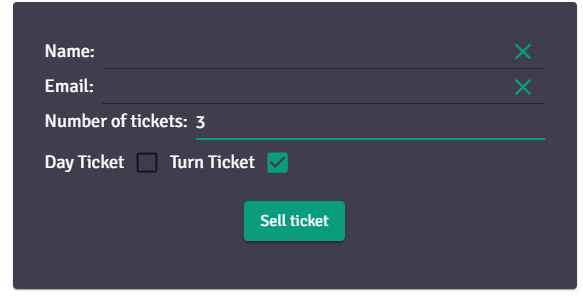 Name:
Email:
Number of tickets: 3
Day Ticket Turn Ticket
Sell ticket